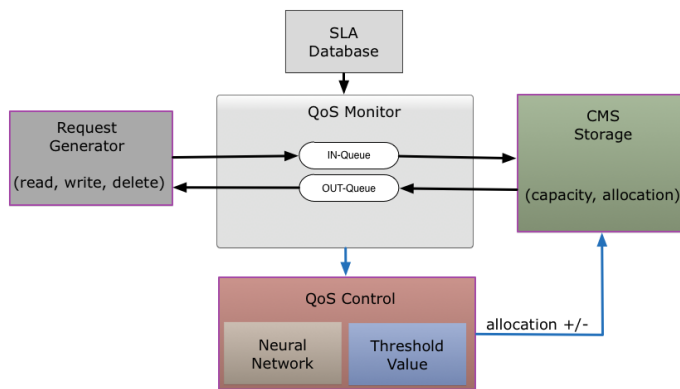 SLA
Database
QoS Monitor
Request
Generator
(read, write, delete)
IN-Queue
OUT-Queue
CMS
Storage
(capacity, allocation)
QoS Control
Neural
Network
Threshold
Value
allocation +/-